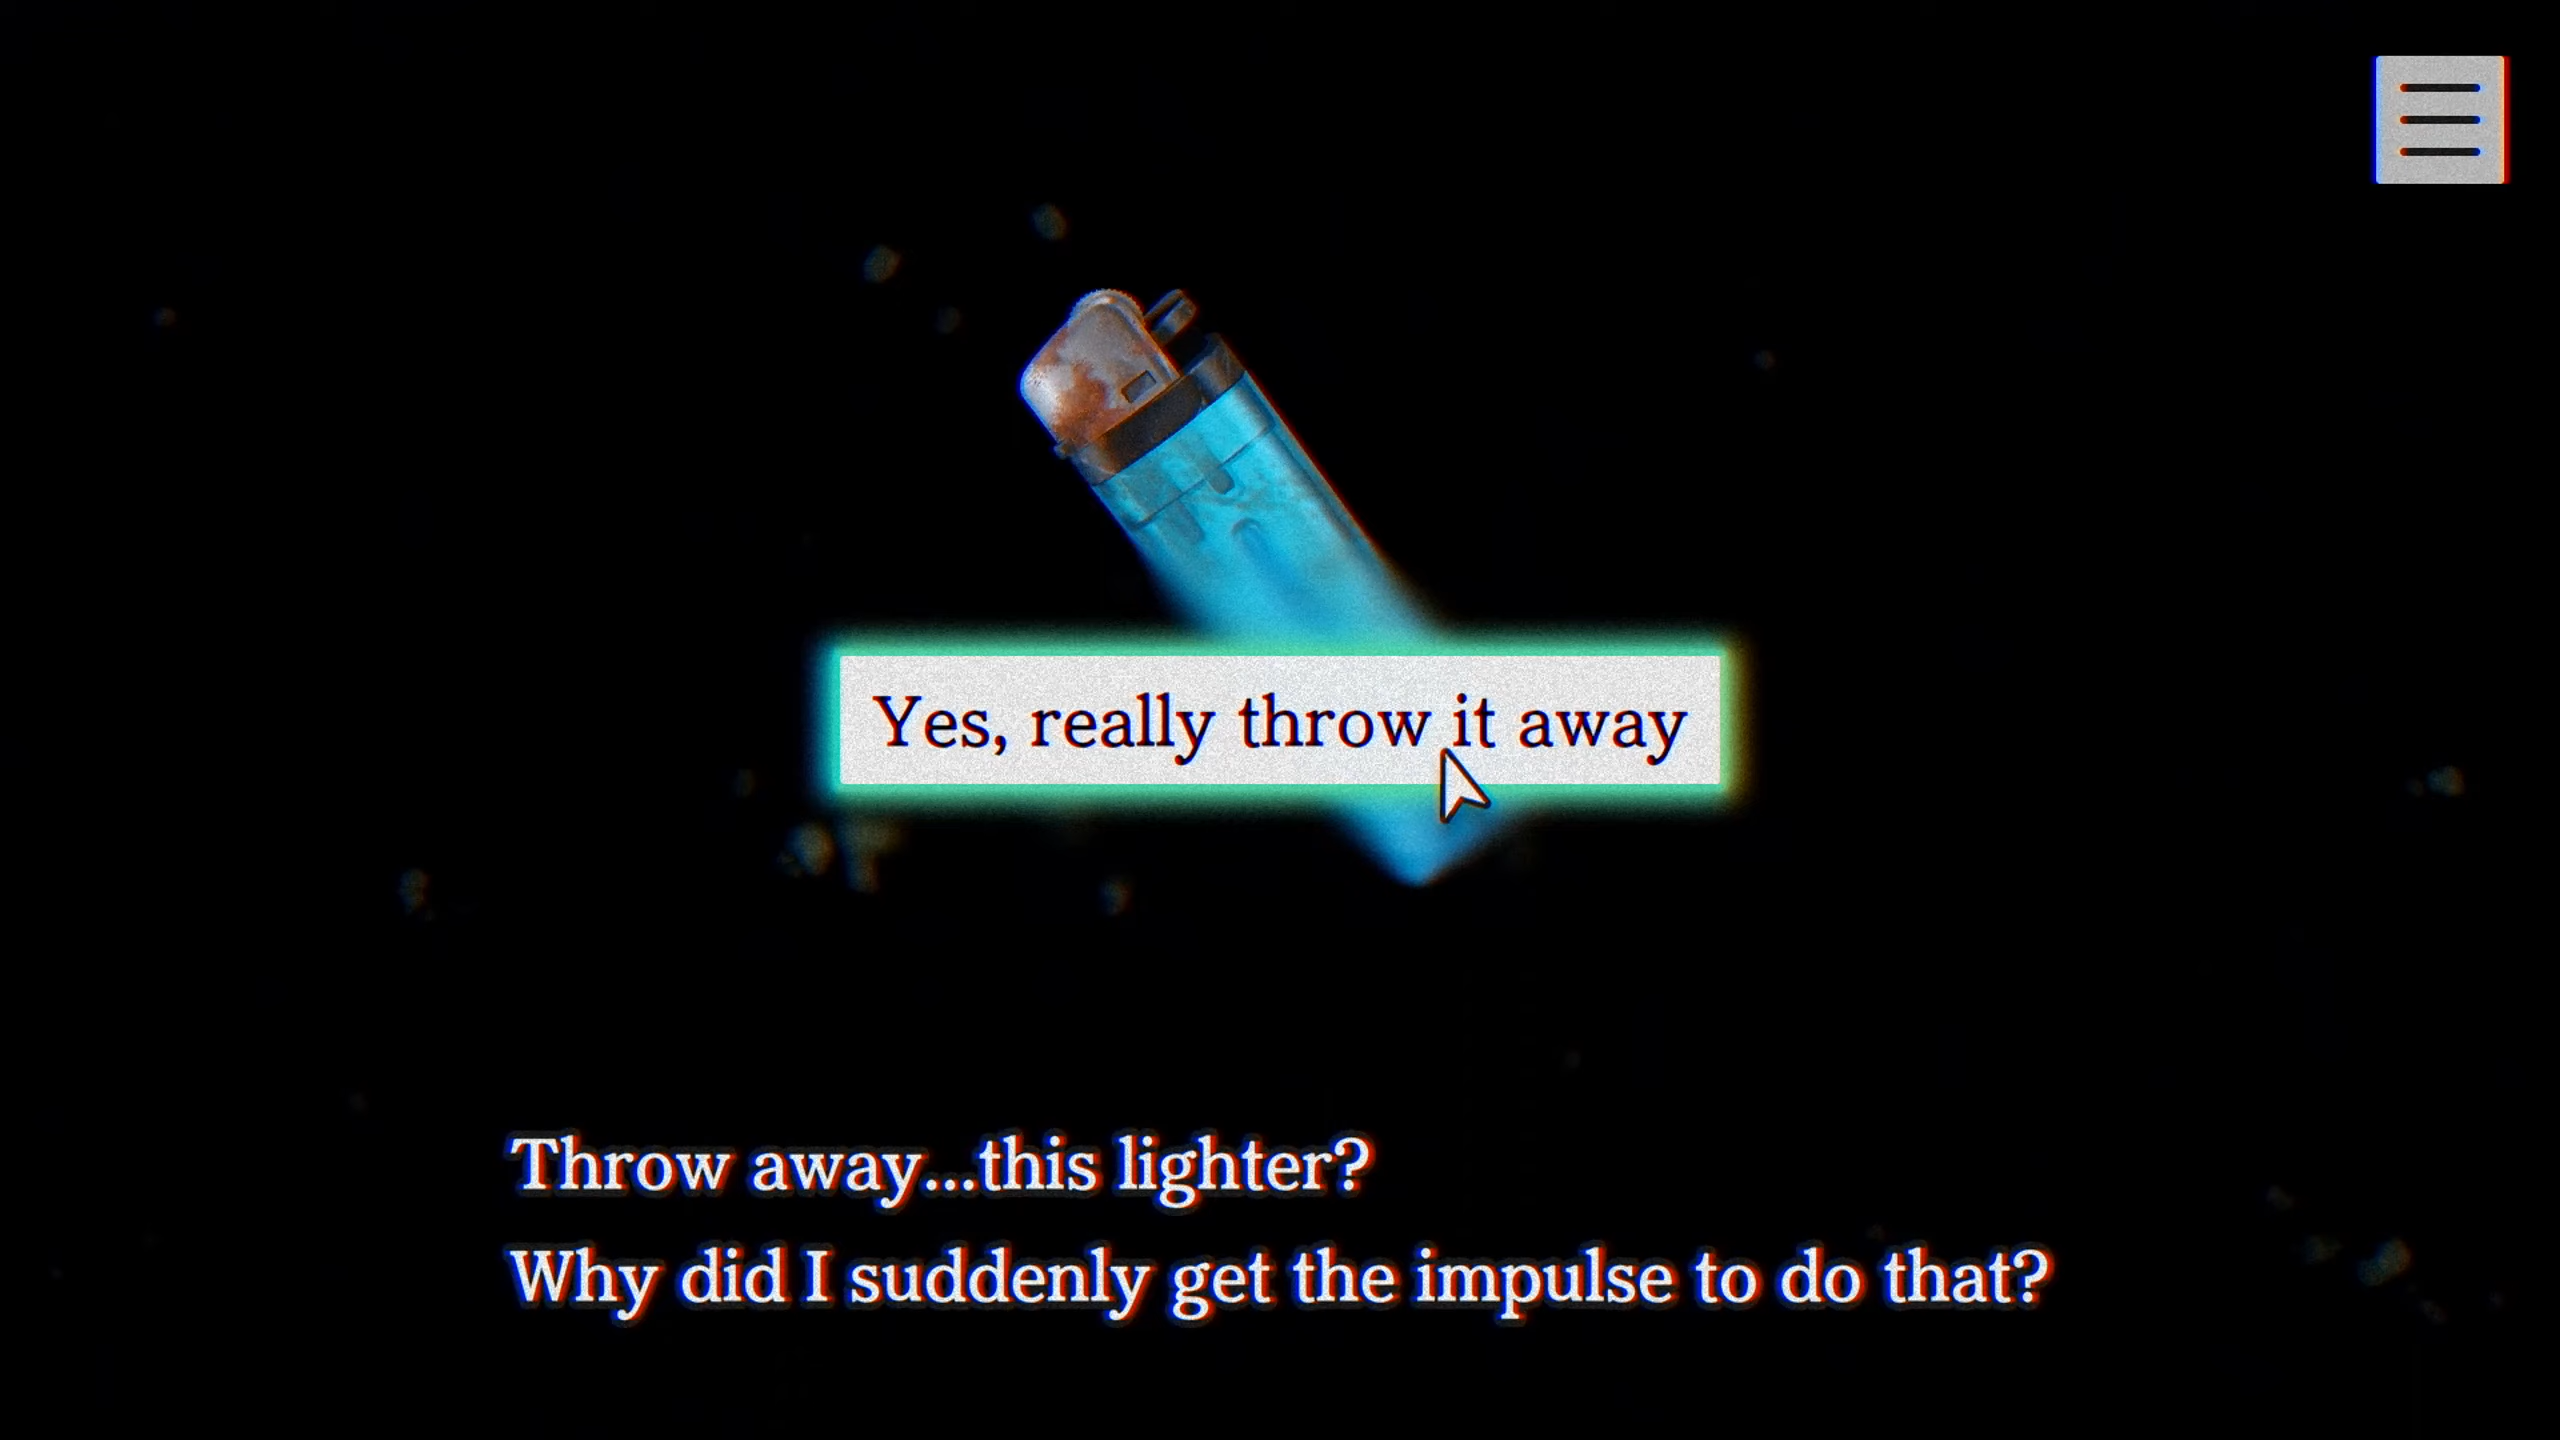 Yes, really throw it away
Throw away...this lighter?
Why did I suddenly get the impulse to do that?